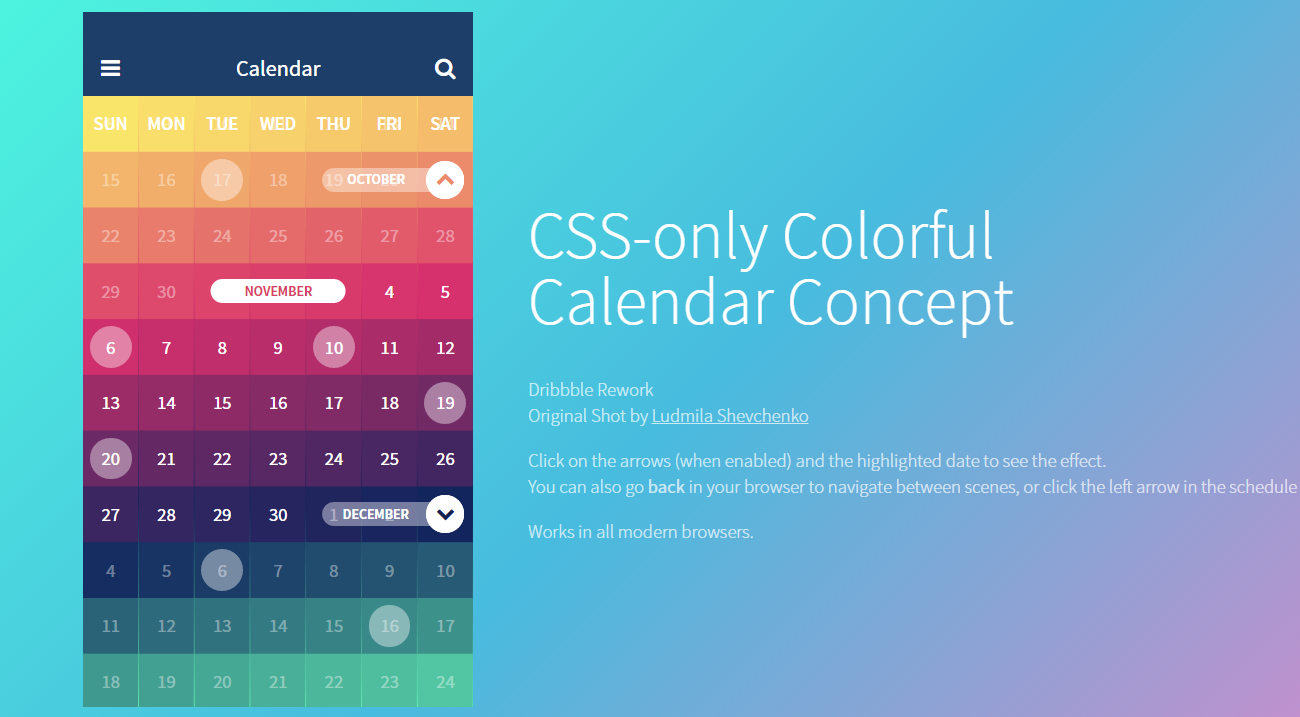 Calendar
SUN MON TUE WED THU FRI SAT
15 16 17 18 19 OCTOBER
22 23 24 25 26 27 28
29 30 NOVEMBER 4 5
6 7 8 9 10 11 12
13 14 15 16 17 18 19
20 21 22 23 24 25 26
27 28 29 30 1 DECEMBER
4 5 6 7 8 9 10
11 12 13 14 15 16 17
18 19 20 21 22 23 24
CSS-only Colorful
Calendar Concept
Dribbble Rework
Original Shot by Ludmila Shevchenko
Click on the arrows (when enabled) and the highlighted date to see the effect.
You can also go back in your browser to navigate between scenes, or click the left arrow in the schedule
Works in all modern browsers.